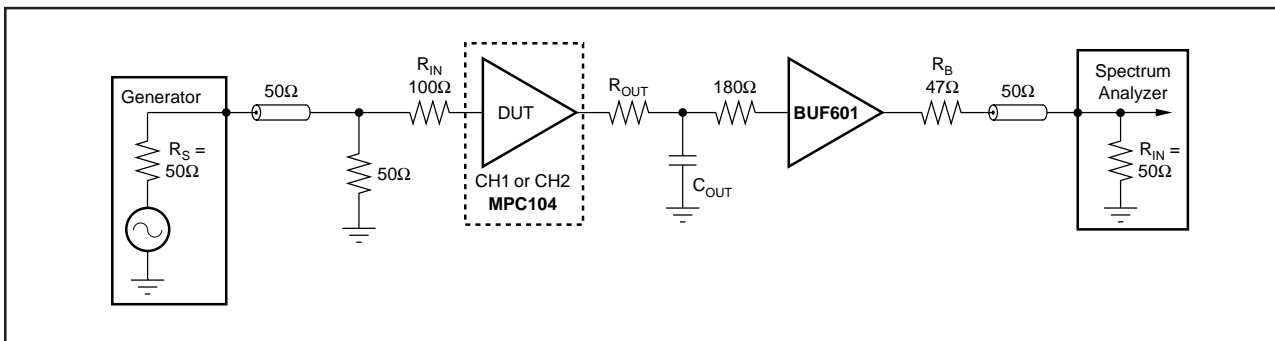 Generator
R_S =
50Ω
50Ω
50Ω
R_IN
100Ω
DUT
CH1 or CH2
MPC104
R_OUT
C_OUT
180Ω
BUF601
R_B
47Ω
50Ω
Spectrum
Analyzer
R_IN =
50Ω